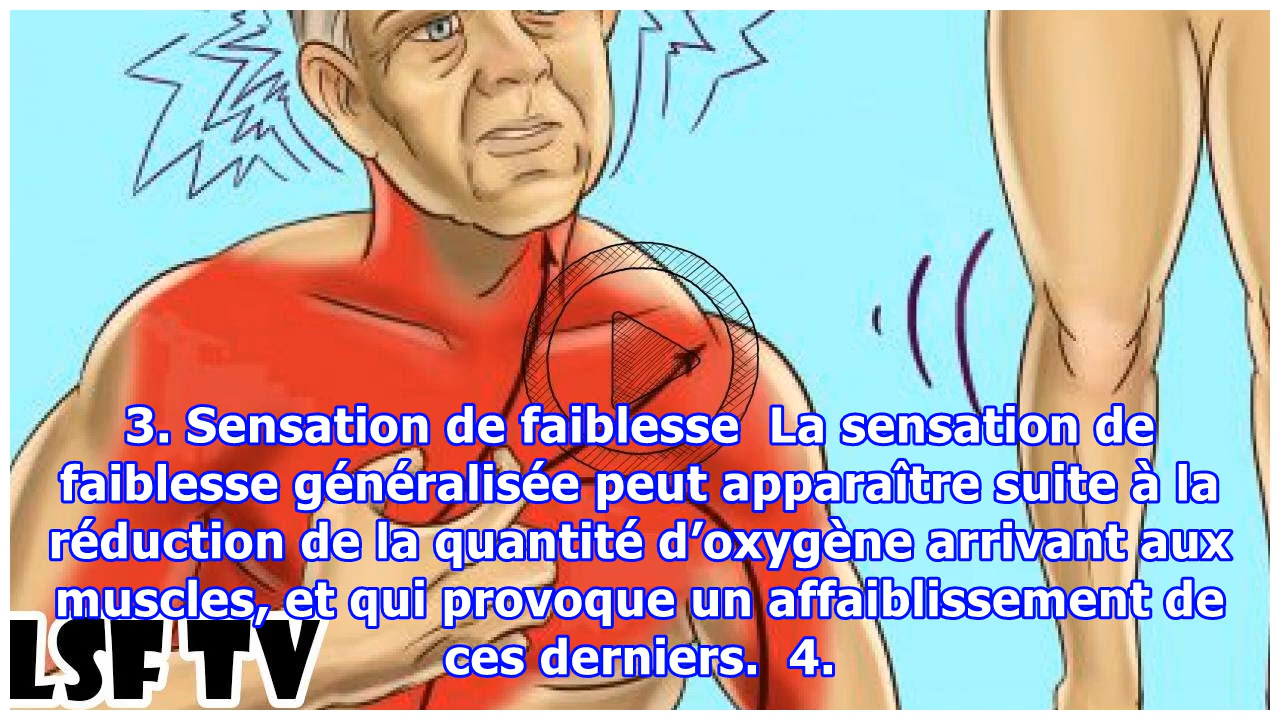 3. Sensation de faiblesse  La sensation de
faiblesse généralisée peut apparaître suite à la
réduction de la quantité d’oxygène arrivant aux
muscles, et qui provoque un affaiblissement de
ces derniers.  4.
LSF TV